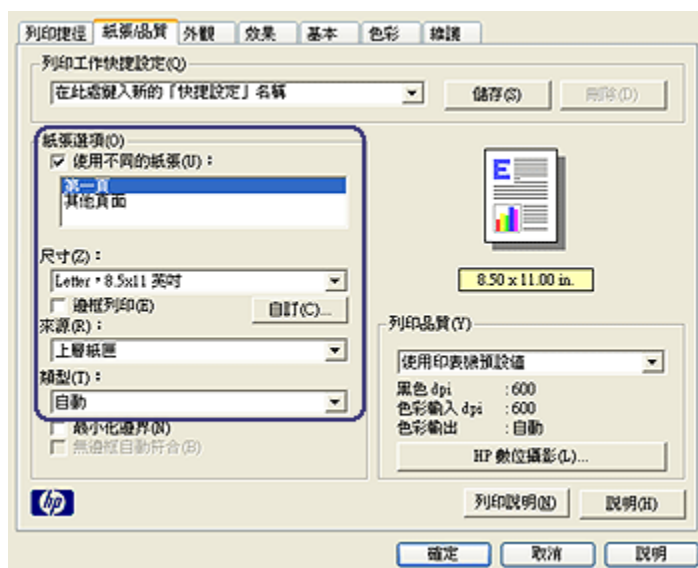 列印捷徑 紙張/品質 外觀 效果 基本 色彩 維護
列印工作快捷設定(Q)
在此處鍵入新的「快捷設定」名稱
儲存(S) 刪除(D)
紙張選項(O)
使用不同的紙張(U)：
第一頁
其他頁面
尺寸(Z)：
Letter，8.5x11 英吋
邊框列印(E) 自訂(C)...
來源(R)：
上層紙匣
類型(T)：
自動
最小化邊界(N)
無邊框自動符合(B)
E
8.50 x 11.00 in.
列印品質(Y)
使用印表機預設值
黑色 dpi :600
色彩輸入 dpi :600
色彩輸出 :自動
HP 數位攝影(L)...
hp
列印說明(N) 說明(H)
確定 取消 說明